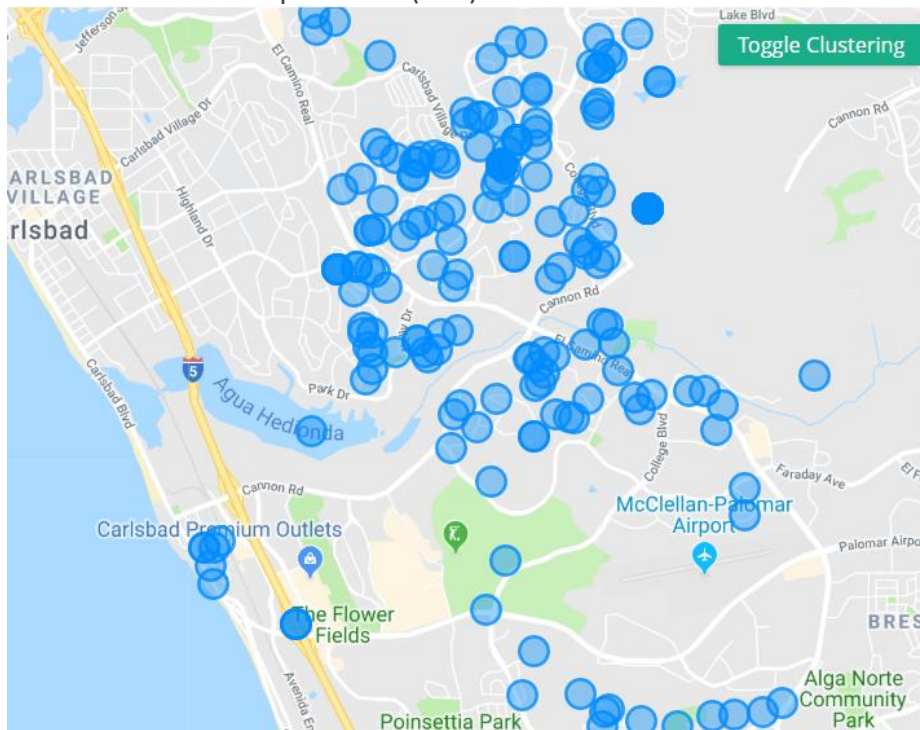 Lake Blvd
Toggle Clustering
Jefferson
El Camino Real
Carlsbad
Village D
Cannon Rd
Carlsbad Village Dr
ARLSBAD
VILLAGE
Highland Dr
rlsbad
College Blvd
Cannon Rd
El Camino Real
5
Carlsbad Blvd
Park Dr
Agua Hedionda
College Blvd
Faraday Ave
El F
Cannon Rd
McClellan-Palomar
Airport
Carlsbad Premium Outlets
Palomar Airpo
The Flower
Fields
BRES
Avenida En
Alga Norte
Community
Park
Poinsettia Park